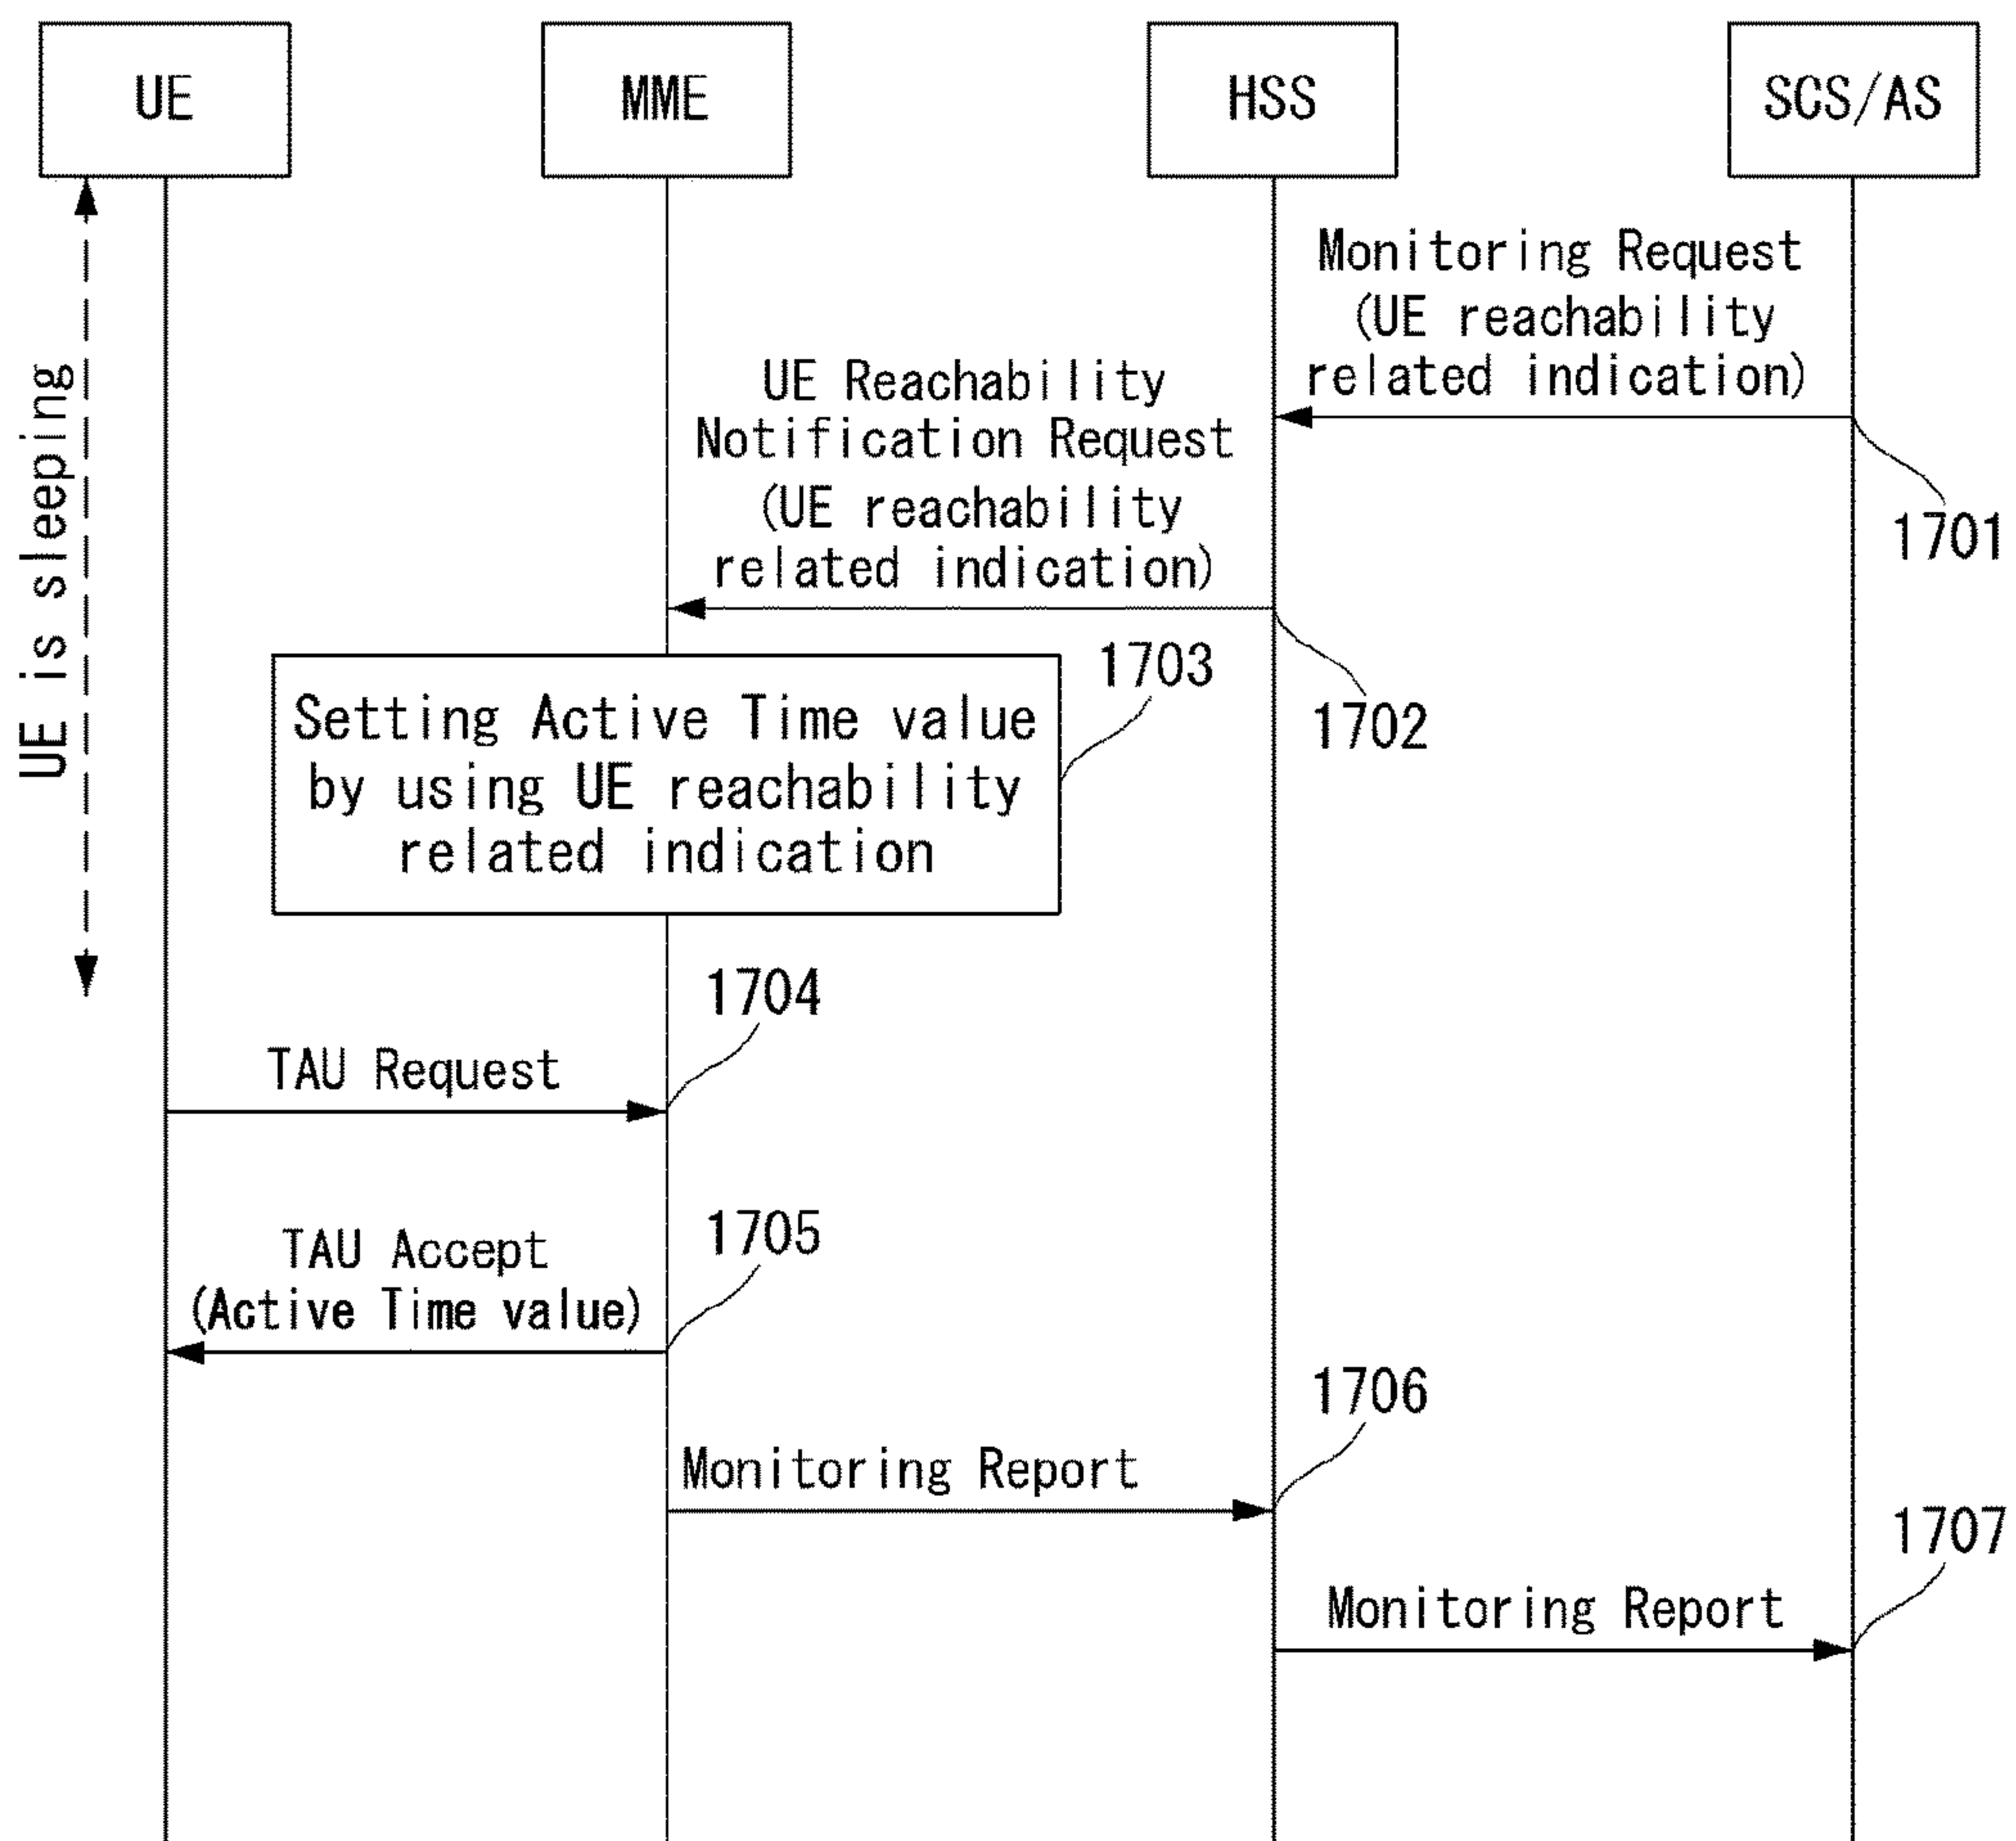 UE
MME
HSS
SCS/AS
UE is sleeping
Monitoring Request
(UE reachability
related indication)
1701
UE Reachability
Notification Request
(UE reachability
related indication)
1702
1703
Setting Active Time value
by using UE reachability
related indication
1704
TAU Request
1705
TAU Accept
(Active Time value)
1706
Monitoring Report
1707
Monitoring Report